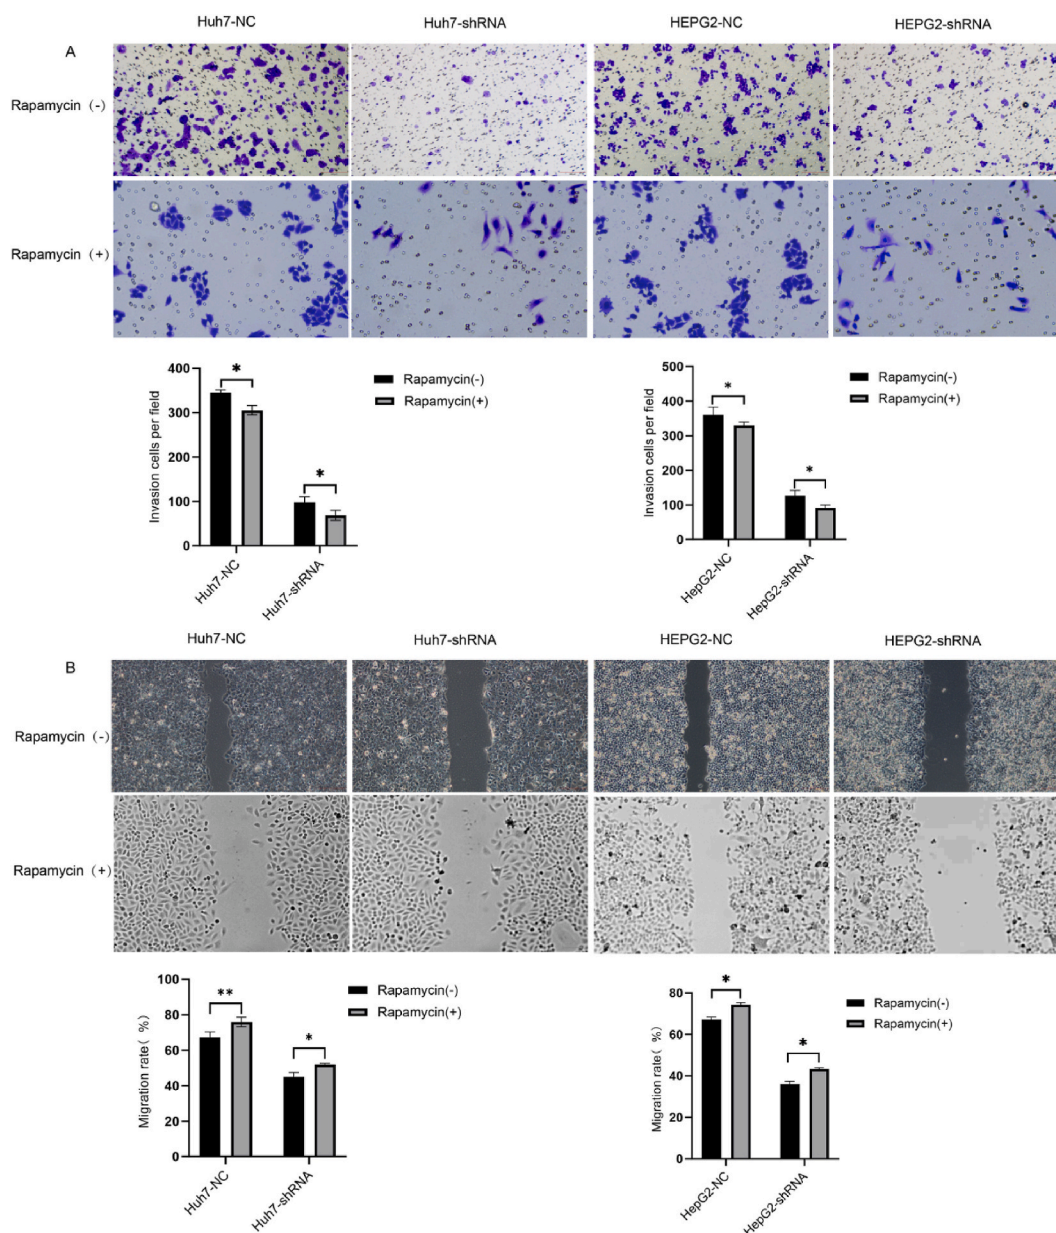 Huh7-NC Huh7-shRNA HEPG2-NC HEPG2-shRNA
A
Rapamycin (-)
Rapamycin (+)
400
300
200
100
0
Invasion cells per field
*
*
Rapamycin(-)
Rapamycin(+)
Huh7-NC
Huh7-shRNA
500
400
300
200
100
0
Invasion cells per field
*
*
Rapamycin(-)
Rapamycin(+)
HepG2-NC
HepG2-shRNA
Huh7-NC Huh7-shRNA HEPG2-NC HEPG2-shRNA
B
Rapamycin (-)
Rapamycin (+)
100
80
60
40
20
0
Migration rate( %)
**
*
Rapamycin(-)
Rapamycin(+)
Huh7-NC
Huh7-shRNA
80
60
40
20
0
Migration rate( %)
*
*
Rapamycin(-)
Rapamycin(+)
HepG2-NC
HepG2-shRNA